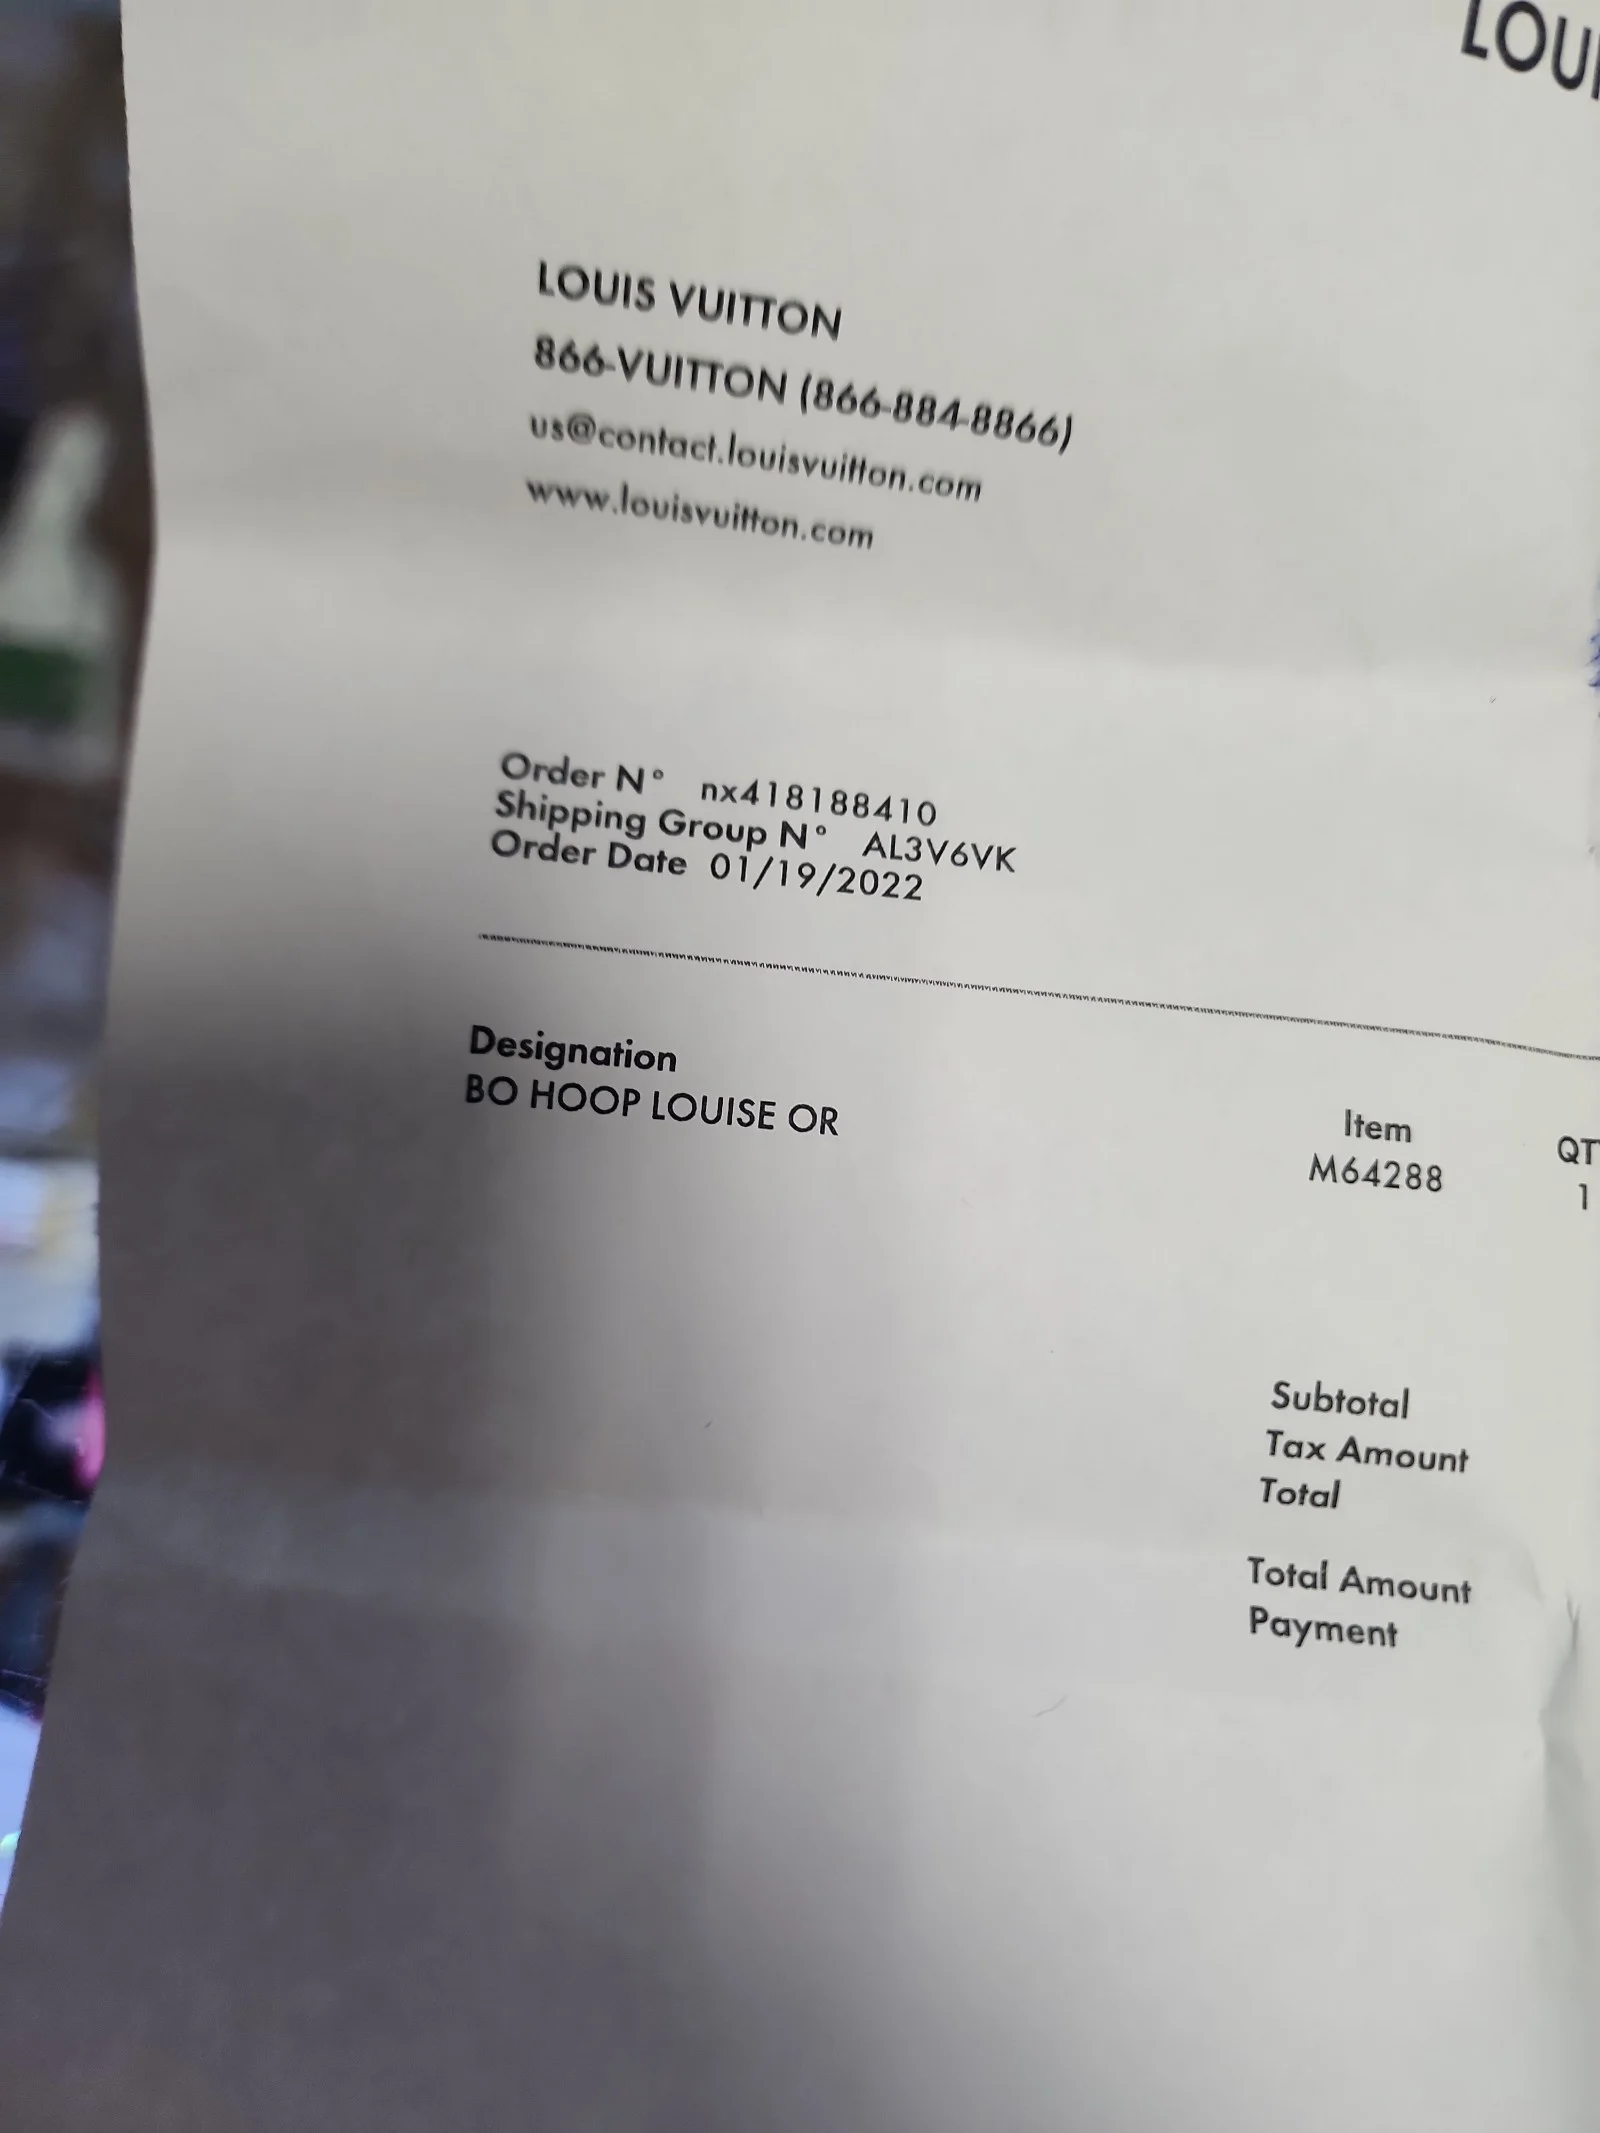 LOUI
LOUIS VUITTON
866-VUITTON (866-884-8866)
us@contact.louisvuitton.com
www.louisvuitton.com
Order N° nx418188410
Shipping Group N° AL3V6VK
Order Date 01/19/2022
Designation Item QT
BO HOOP LOUISE OR M64288 1
Subtotal
Tax Amount
Total
Total Amount
Payment